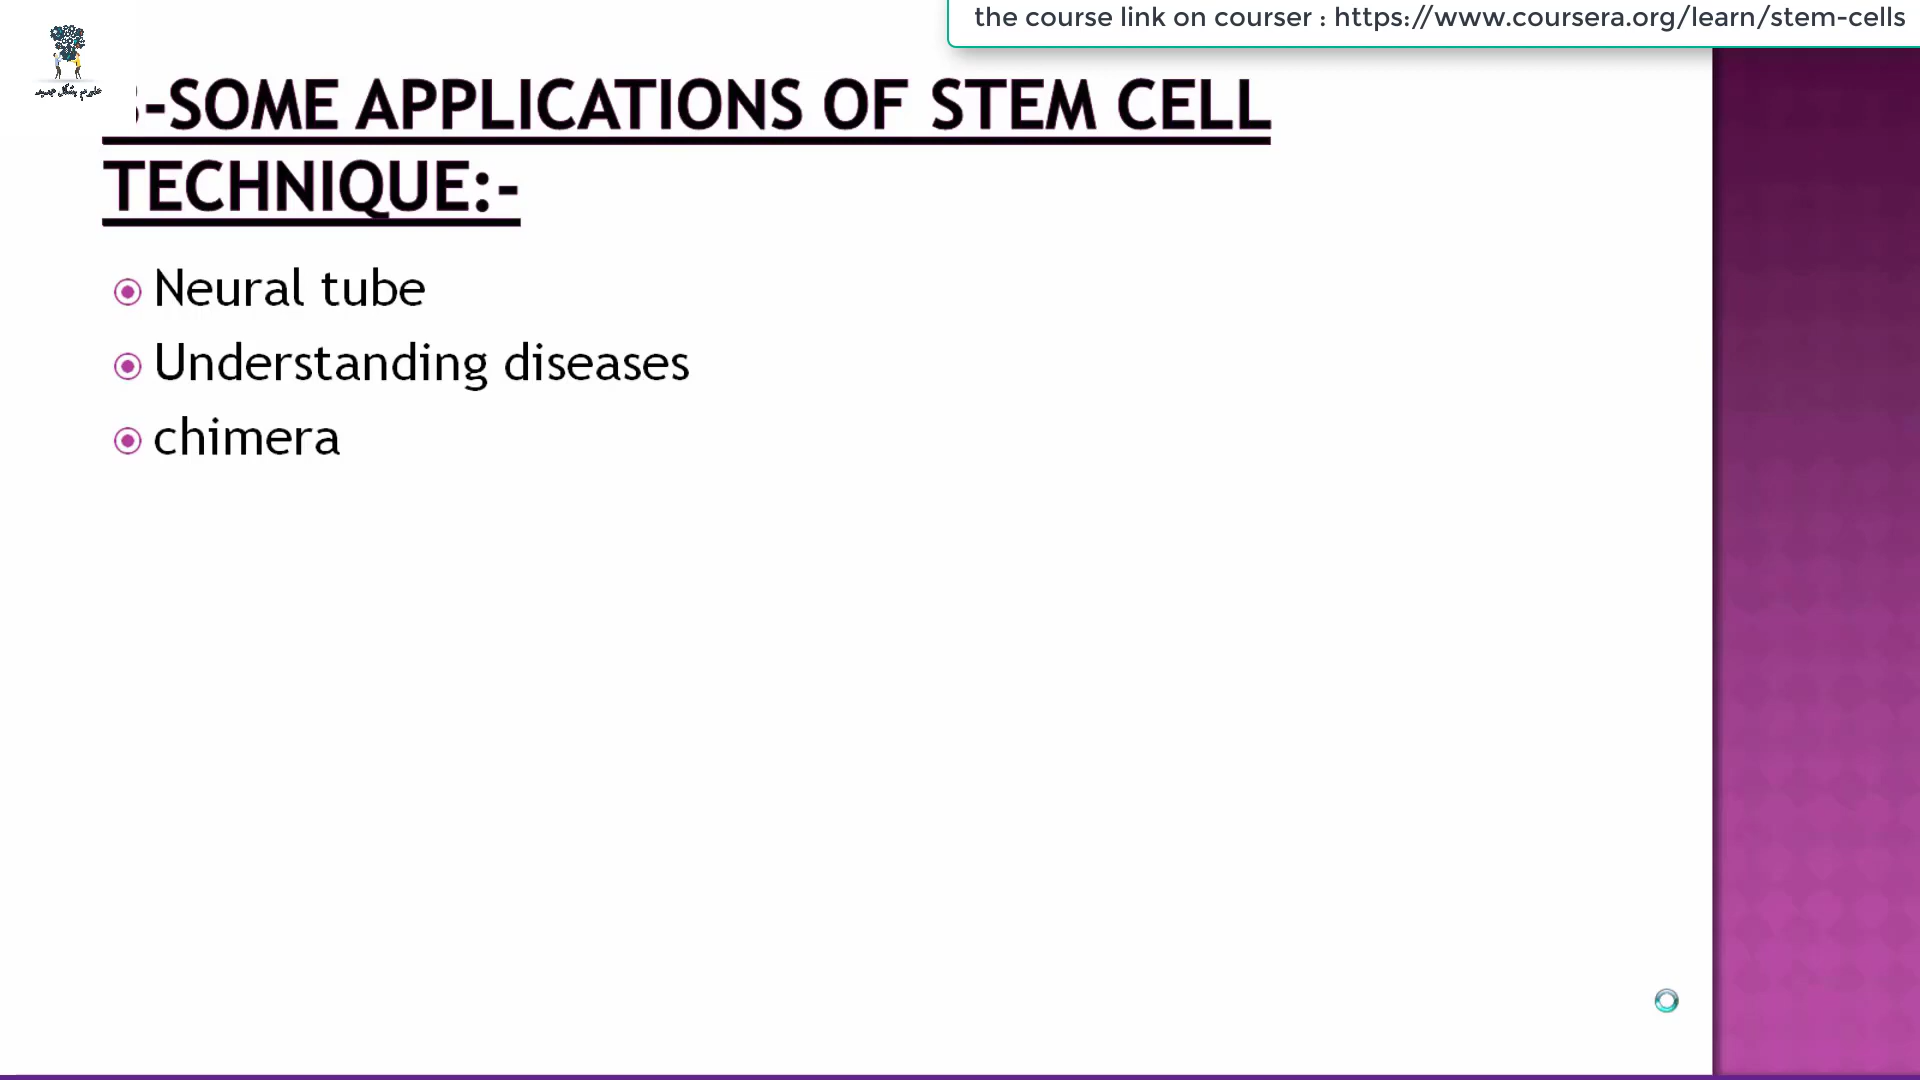 the course link on courser : https://www.coursera.org/learn/stem-cells
-SOME APPLICATIONS OF STEM CELL
TECHNIQUE:-
Neural tube
Understanding diseases
chimera